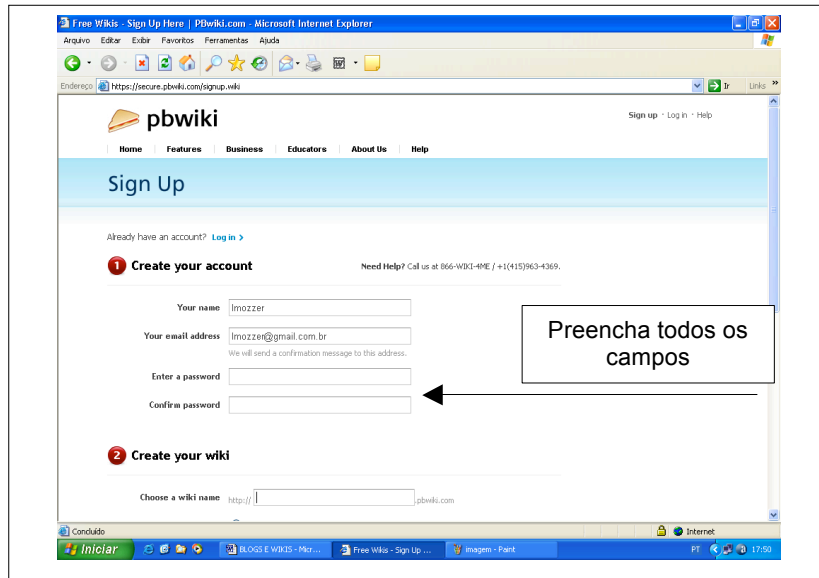 Free Wikis - Sign Up Here | PBwiki.com - Microsoft Internet Explorer
Arquivo Editar Exibir Favoritos Ferramentas Ajuda
Endereço https://secure.pbwiki.com/signup.wiki Ir Links »
pbwiki
Sign up · Log in · Help
Home Features Business Educators About Us Help
Sign Up
Already have an account? Log in >
1 Create your account
Need Help? Call us at 866-WIKI-4ME / +1(415)963-4369.
Your name lmozzer
Your email address lmozzer@gmail.com.br
We will send a confirmation message to this address.
Enter a password
Confirm password
Preencha todos os
campos
2 Create your wiki
Choose a wiki name http:// .pbwiki.com
Concluído Internet
Iniciar BLOGS E WIKIS - Micr... Free Wikis - Sign Up ... imagem - Paint PT 17:50